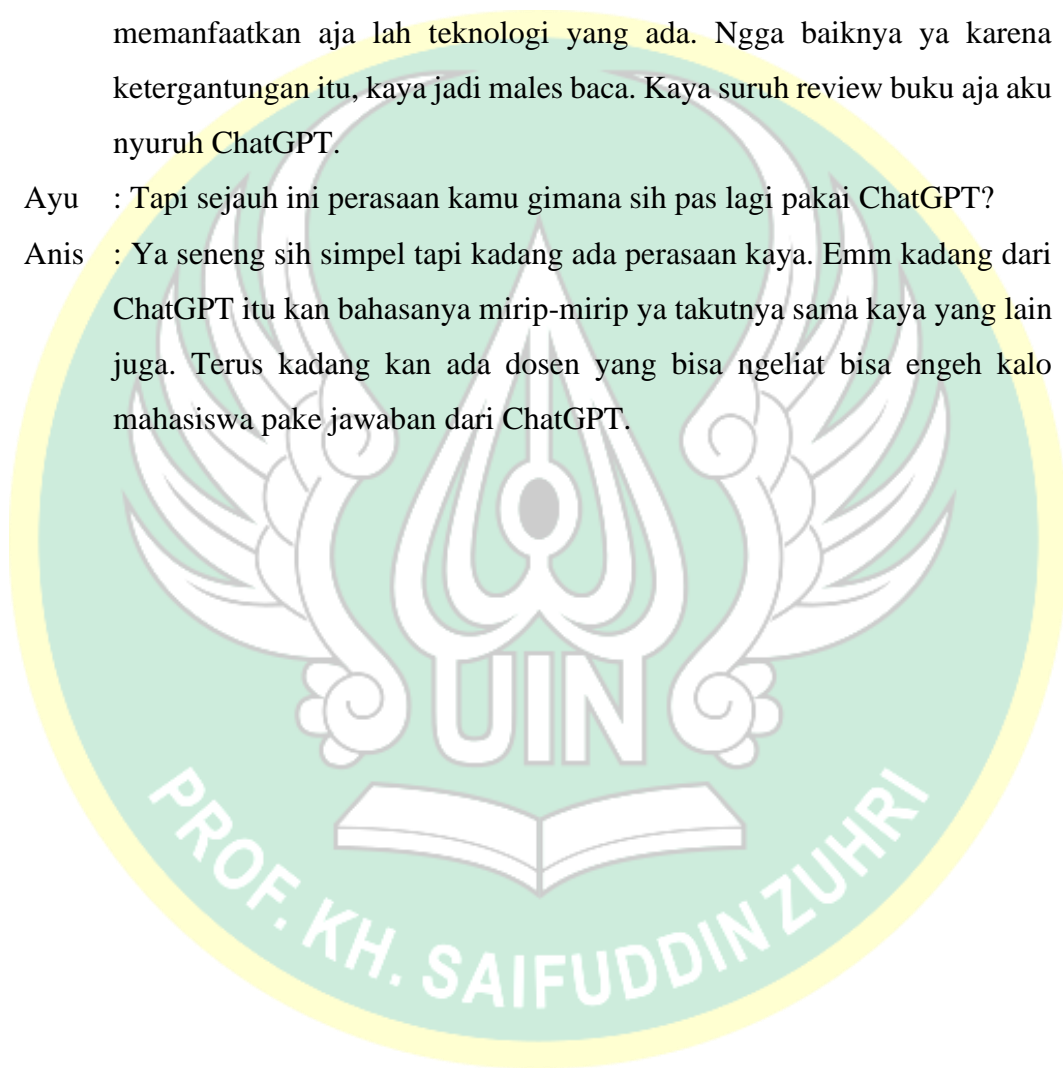 memanfaatkan aja lah teknologi yang ada. Ngga baiknya ya karena
ketergantungan itu, kaya jadi males baca. Kaya suruh review buku aja aku
nyuruh ChatGPT.
Ayu : Tapi sejauh ini perasaan kamu gimana sih pas lagi pakai ChatGPT?
Anis : Ya seneng sih simpel tapi kadang ada perasaan kaya. Emm kadang dari
ChatGPT itu kan bahasanya mirip-mirip ya takutnya sama kaya yang lain
juga. Terus kadang kan ada dosen yang bisa ngeliat bisa engeh kalo
mahasiswa pake jawaban dari ChatGPT.
UIN
PROF. KH. SAIFUDDIN ZUHRI